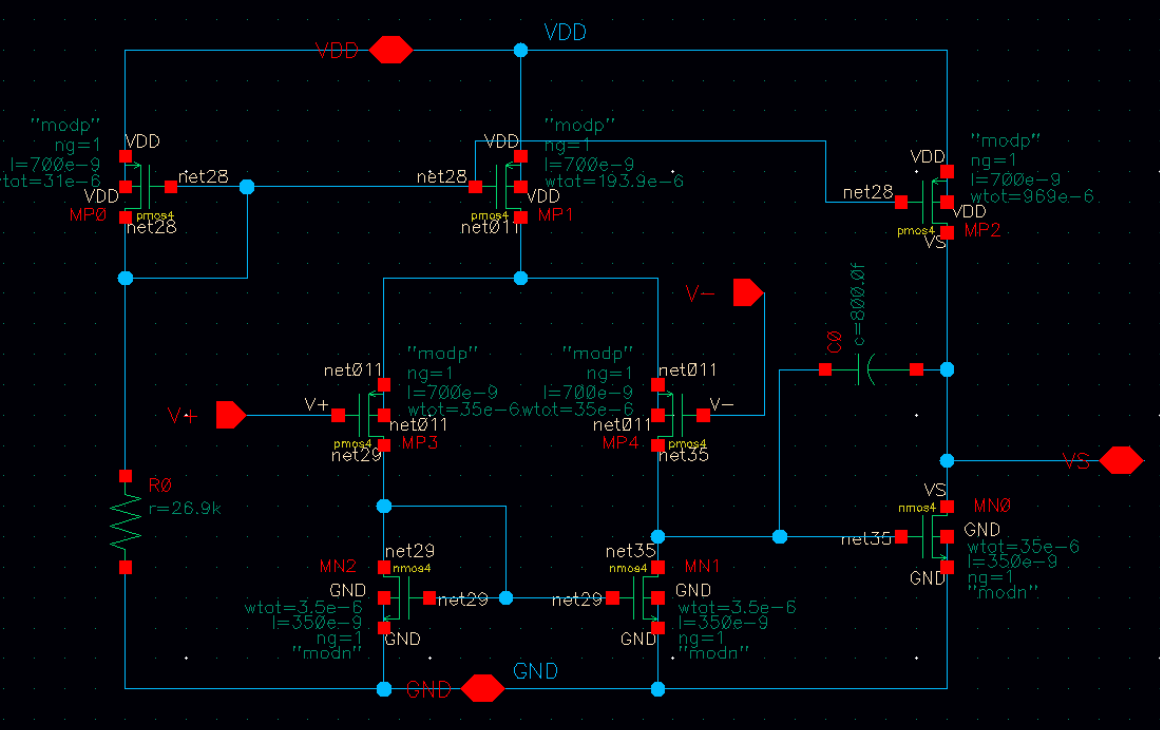 VDD
VDD
"modp"
ng=1
l=700e-9
wtot=31e-6
VDD
VDD
MP0
pmos4
net28
net28
"modp"
ng=1
l=700e-9
wtot=193.9e-6
VDD
VDD
net28
pmos4
MP1
net011
"modp"
ng=1
l=700e-9
wtot=969e-6
VDD
net28
VDD
pmos4
MP2
VS
V-
C0
c=800.0f
"modp"
ng=1
l=700e-9
wtot=35e-6
net011
V+
V+
net011
pmos4
MP3
net29
"modp"
ng=1
l=700e-9
wtot=35e-6
net011
V-
net011
MP4
pmos4
net35
VS
R0
r=26.9k
VS
nmos4
MN0
GND
net35
wtot=35e-6
l=350e-9
GND
ng=1
"modn"
net29
MN2
nmos4
GND
net29
wtot=3.5e-6
l=350e-9
ng=1
GND
"modn"
net35
nmos4
MN1
GND
net29
wtot=3.5e-6
l=350e-9
GND
ng=1
"modn"
GND
GND